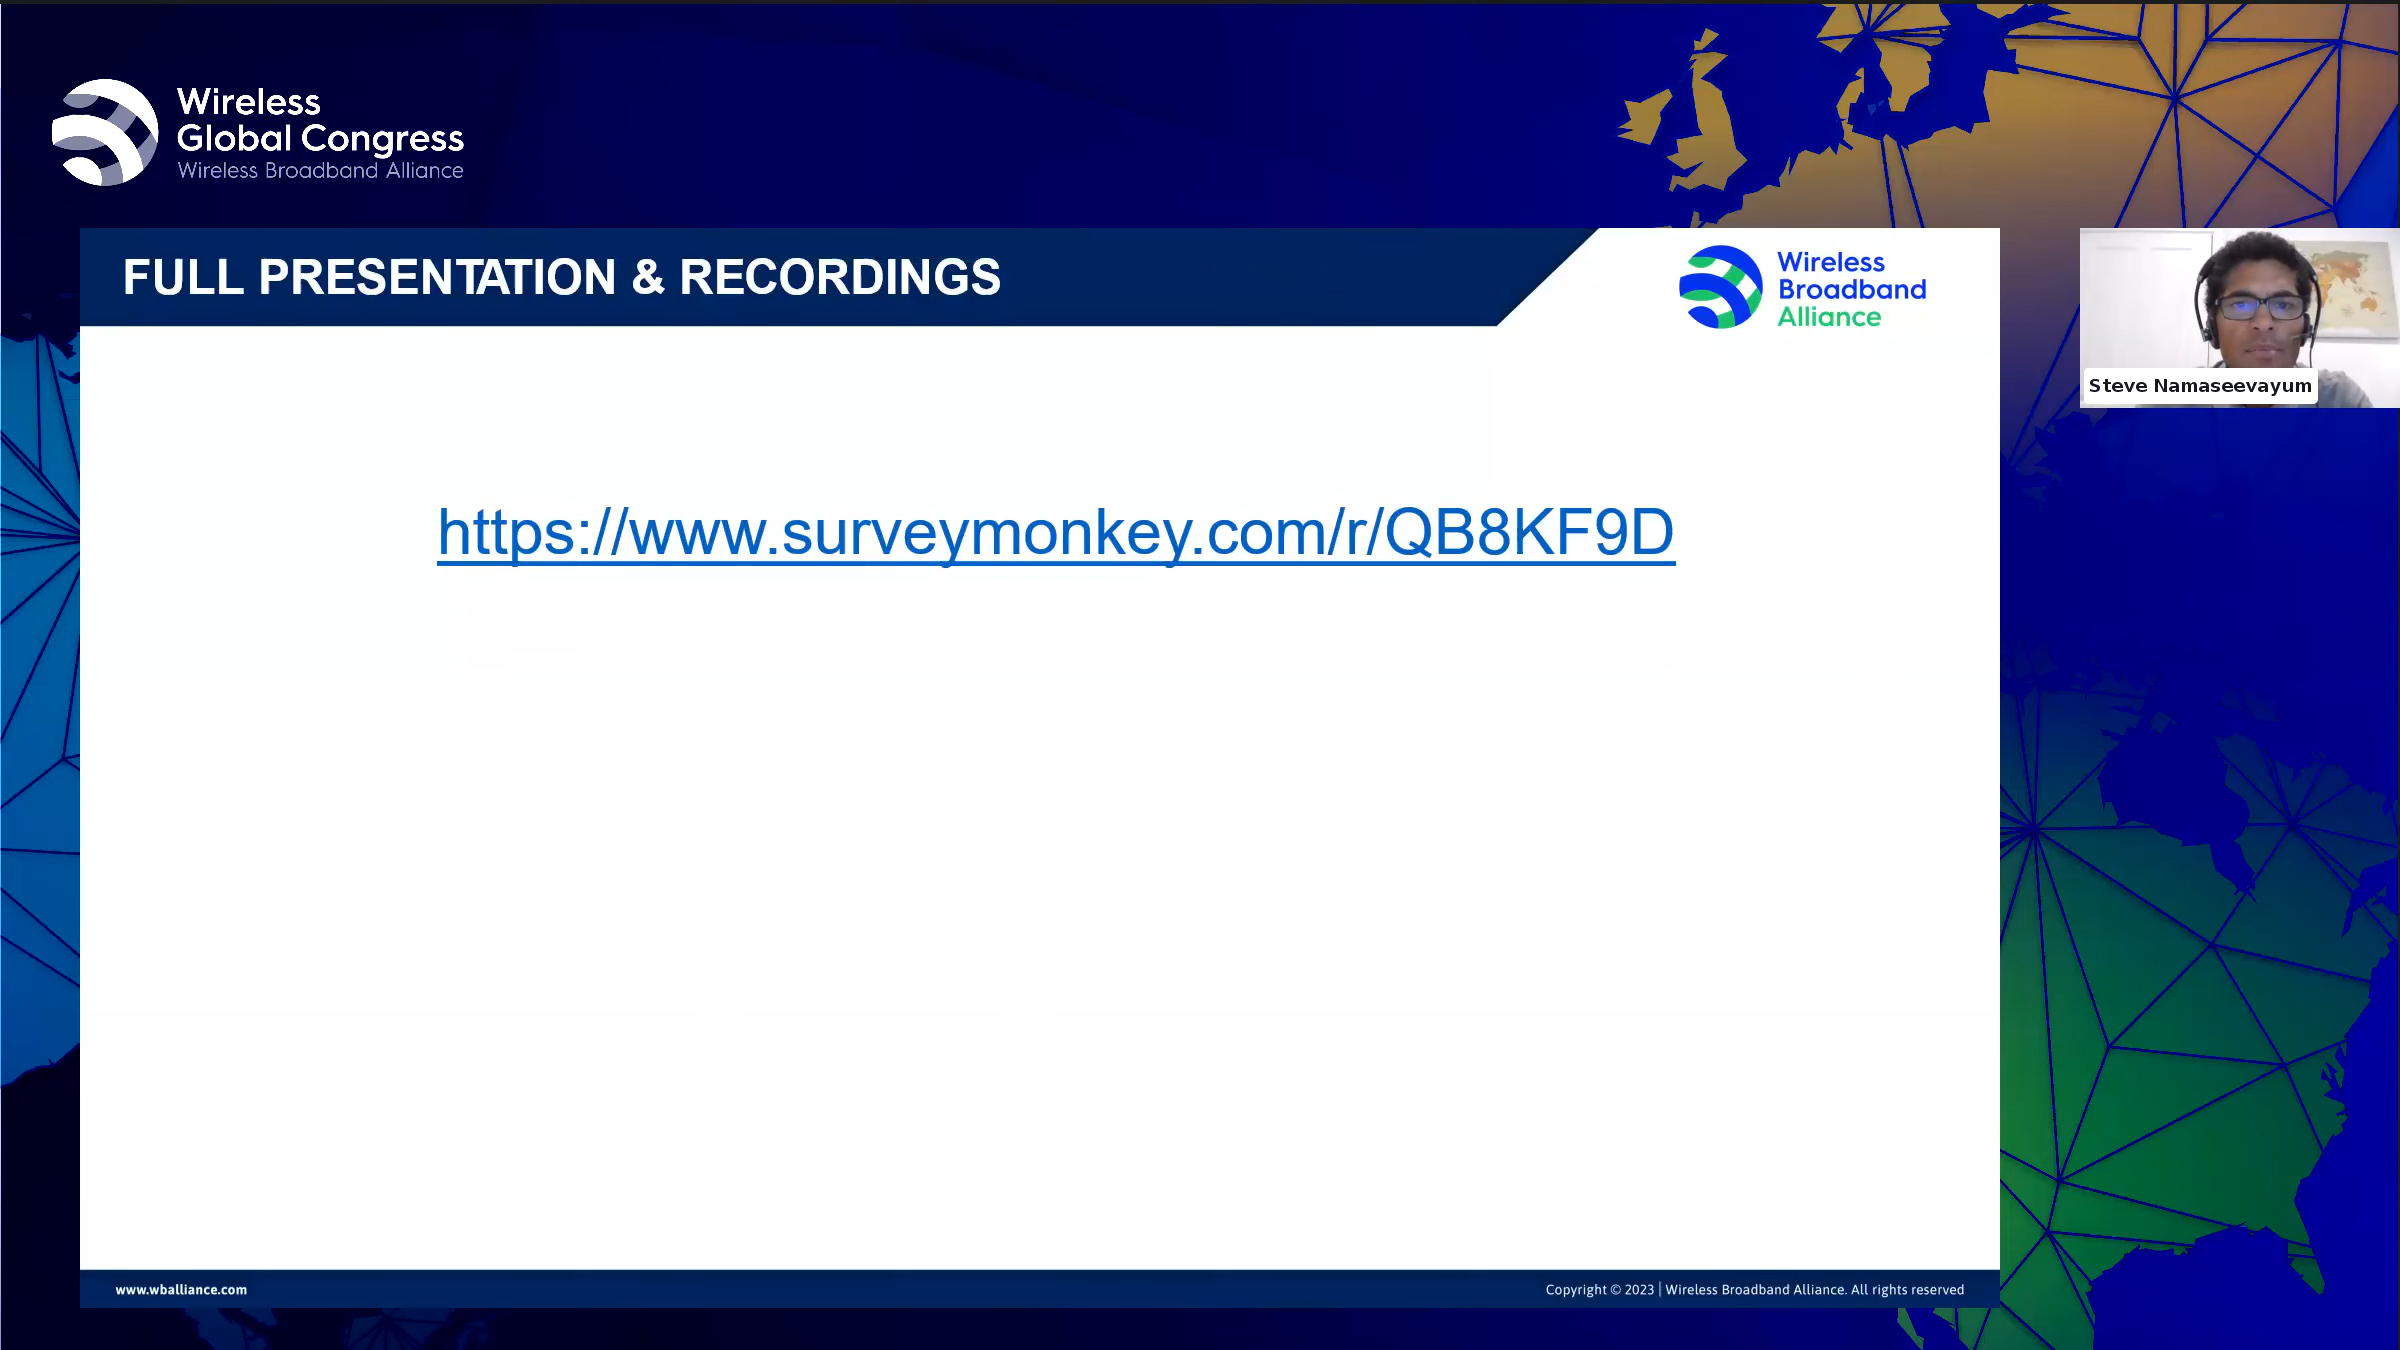 Wireless
Global Congress
Wireless Broadband Alliance
FULL PRESENTATION & RECORDINGS
Wireless
Broadband
Alliance
Steve Namaseevayum
https://www.surveymonkey.com/r/QB8KF9D
www.wballiance.com
Copyright © 2023 | Wireless Broadband Alliance. All rights reserved